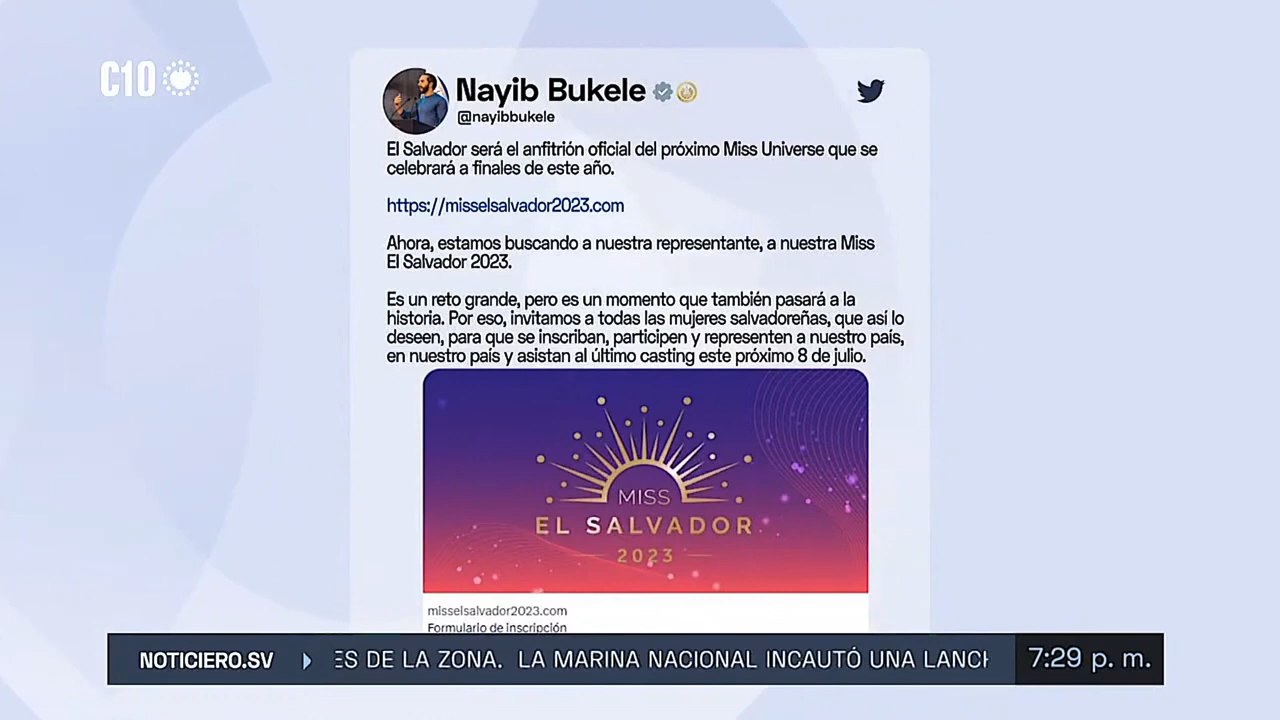 C10
Nayib Bukele
@nayibbukele
El Salvador será el anfitrión oficial del próximo Miss Universe que se
celebrará a finales de este año.
https://misselsalvador2023.com
Ahora, estamos buscando a nuestra representante, a nuestra Miss
El Salvador 2023.
Es un reto grande, pero es un momento que también pasará a la
historia. Por eso, invitamos a todas las mujeres salvadoreñas, que así lo
deseen, para que se inscriban, participen y representen a nuestro país,
en nuestro país y asistan al último casting este próximo 8 de julio.
MISS
EL SALVADOR
2023
misselsalvador2023.com
Formulario de inscripción
NOTICIERO.SV ES DE LA ZONA. LA MARINA NACIONAL INCAUTÓ UNA LANCH 7:29 p. m.